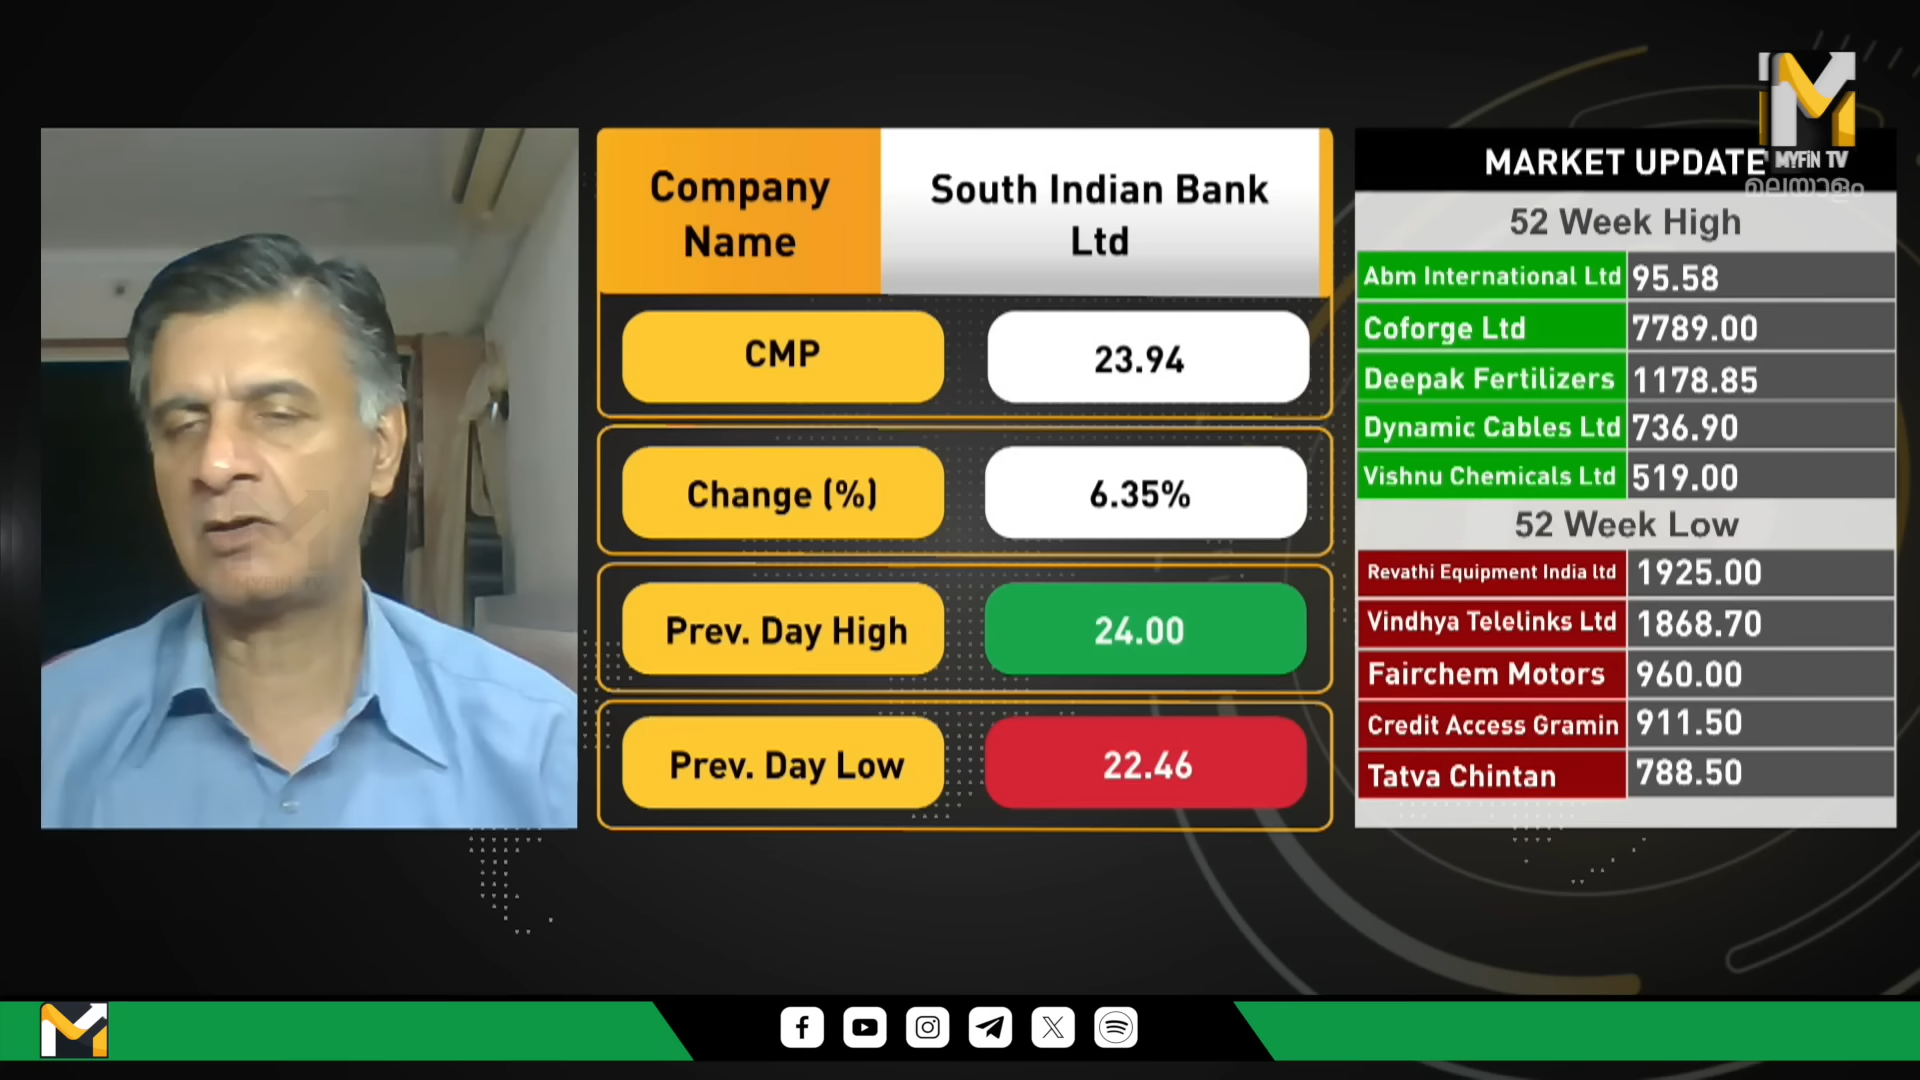 MYFiN TV
മലയാളം
MYFiN TV
Company
Name
South Indian Bank
Ltd
CMP
23.94
Change (%)
6.35%
Prev. Day High
24.00
Prev. Day Low
22.46
MARKET UPDATE
52 Week High
Abm International Ltd 95.58
Coforge Ltd 7789.00
Deepak Fertilizers 1178.85
Dynamic Cables Ltd 736.90
Vishnu Chemicals Ltd 519.00
52 Week Low
Revathi Equipment India ltd 1925.00
Vindhya Telelinks Ltd 1868.70
Fairchem Motors 960.00
Credit Access Gramin 911.50
Tatva Chintan 788.50